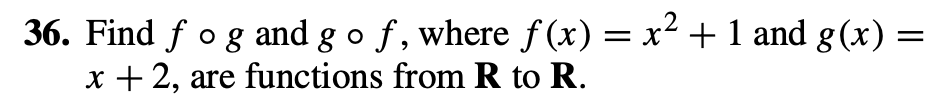 36. Find f ∘ g and g ∘ f, where f(x) = x² + 1 and g(x) =
x + 2, are functions from R to R.